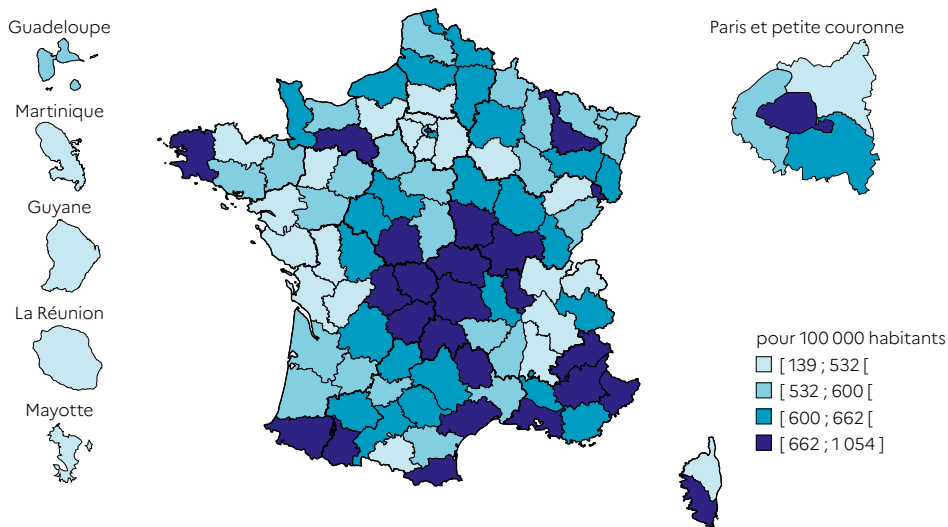 Guadeloupe
Martinique
Guyane
La Réunion
Mayotte
Paris et petite couronne
pour 100 000 habitants
[ 139 ; 532 [
[ 532 ; 600 [
[ 600 ; 662 [
[ 662 ; 1 054 ]